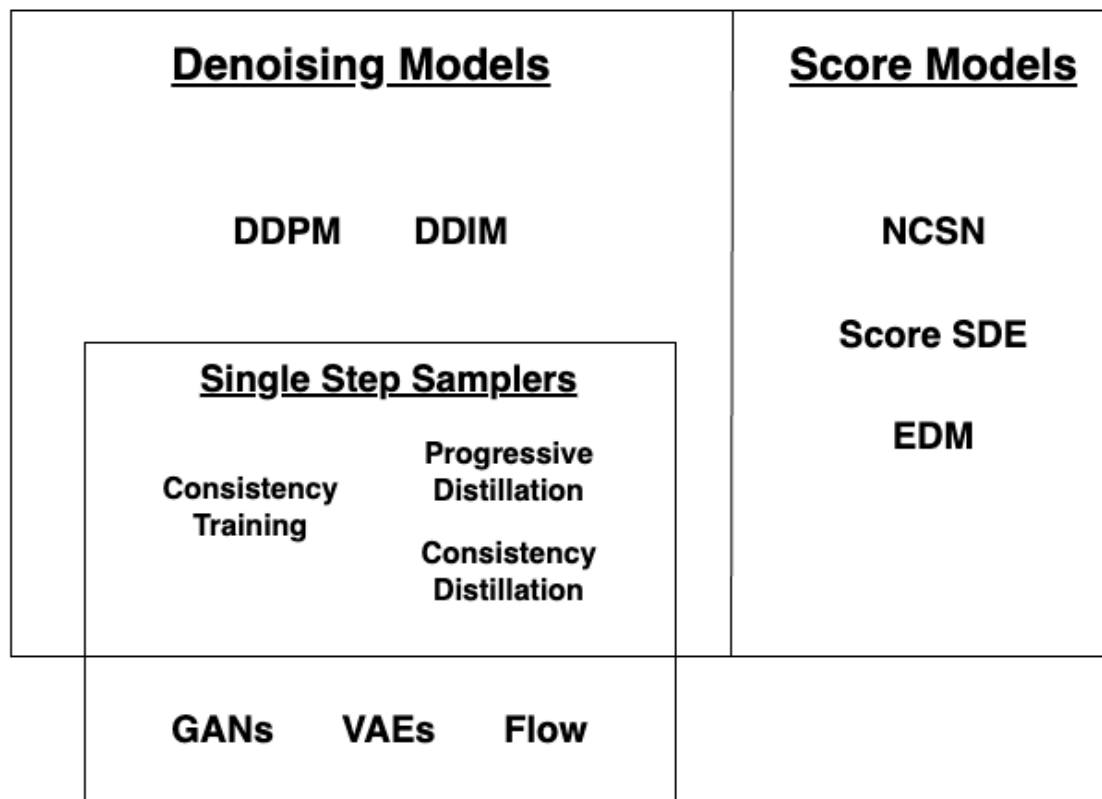 Denoising Models
Score Models
DDPM DDIM
NCSN
Score SDE
EDM
Single Step Samplers
Consistency
Training
Progressive
Distillation
Consistency
Distillation
GANs VAEs Flow